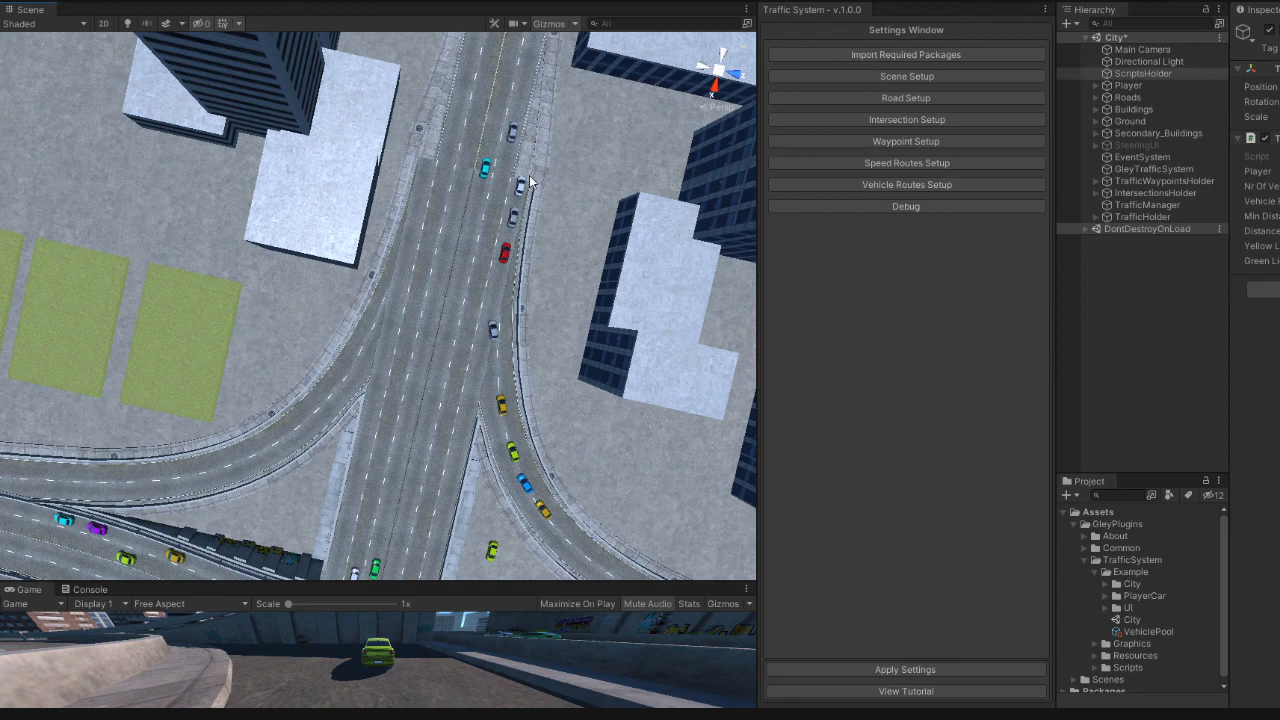 Scene
Shaded
2D
0
Gizmos
All
x
Persp
Game
Console
Game
Display 1
Free Aspect
Scale
1x
Maximize On Play
Mute Audio
Stats
Gizmos
Traffic System - v.1.0.0
Settings Window
Import Required Packages
Scene Setup
Road Setup
Intersection Setup
Waypoint Setup
Speed Routes Setup
Vehicle Routes Setup
Debug
Apply Settings
View Tutorial
Hierarchy
All
City*
Main Camera
Directional Light
ScriptsHolder
Player
Roads
Buildings
Ground
Secondary_Buildings
SteeringUI
EventSystem
GleyTrafficSystem
TrafficWaypointsHolder
IntersectionsHolder
TrafficManager
TrafficHolder
DontDestroyOnLoad
Project
12
Assets
GleyPlugins
About
Common
TrafficSystem
Example
City
PlayerCar
UI
City
VehiclePool
Graphics
Resources
Scripts
Scenes
Packages
Inspecto
Tag
Position
Rotation
Scale
Script
Player
Nr Of Ve
Vehicle P
Min Dist
Distance
Yellow L
Green Li